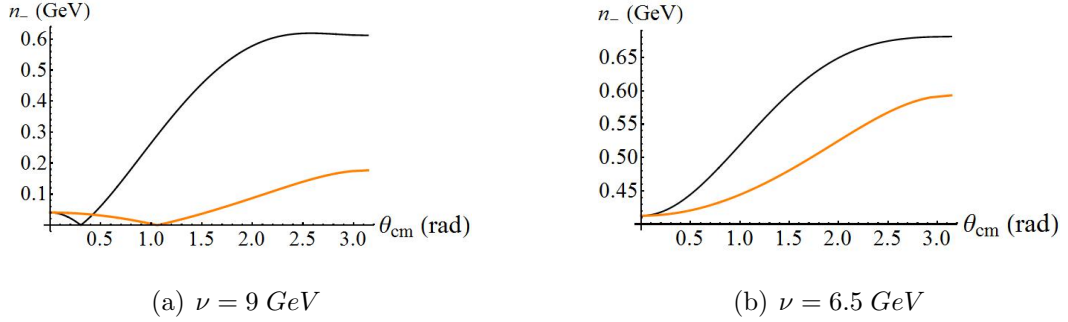 n₋ (GeV)
0.6
0.5
0.4
0.3
0.2
0.1
0.5 1.0 1.5 2.0 2.5 3.0 θcm (rad)
(a) ν = 9 GeV
n₋ (GeV)
0.65
0.60
0.55
0.50
0.45
0.5 1.0 1.5 2.0 2.5 3.0 θcm (rad)
(b) ν = 6.5 GeV